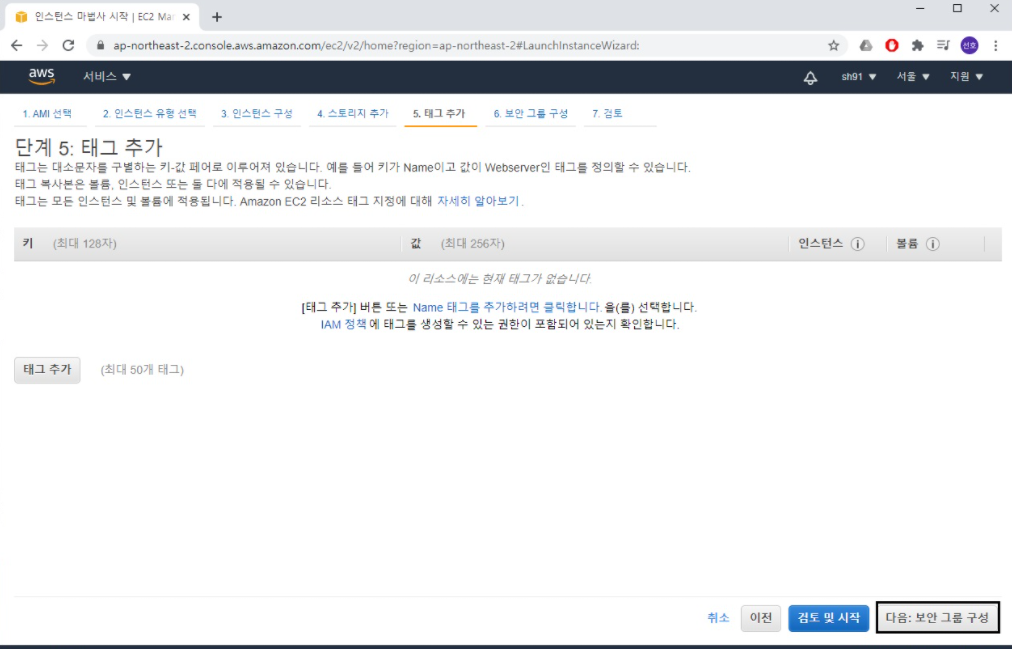 인스턴스 마법사 시작 | EC2 Mar
ap-northeast-2.console.aws.amazon.com/ec2/v2/home?region=ap-northeast-2#LaunchInstanceWizard:
선호
aws 서비스 sh91 서울 지원
1. AMI 선택 2. 인스턴스 유형 선택 3. 인스턴스 구성 4. 스토리지 추가 5. 태그 추가 6. 보안 그룹 구성 7. 검토
단계 5: 태그 추가
태그는 대소문자를 구별하는 키-값 페어로 이루어져 있습니다. 예를 들어 키가 Name이고 값이 Webserver인 태그를 정의할 수 있습니다.
태그 복사본은 볼륨, 인스턴스 또는 둘 다에 적용될 수 있습니다.
태그는 모든 인스턴스 및 볼륨에 적용됩니다. Amazon EC2 리소스 태그 지정에 대해 자세히 알아보기.
키 (최대 128자) 값 (최대 256자) 인스턴스 볼륨
이 리소스에는 현재 태그가 없습니다.
[태그 추가] 버튼 또는 Name 태그를 추가하려면 클릭합니다. 을(를) 선택합니다.
IAM 정책에 태그를 생성할 수 있는 권한이 포함되어 있는지 확인합니다.
태그 추가 (최대 50개 태그)
취소 이전 검토 및 시작 다음: 보안 그룹 구성